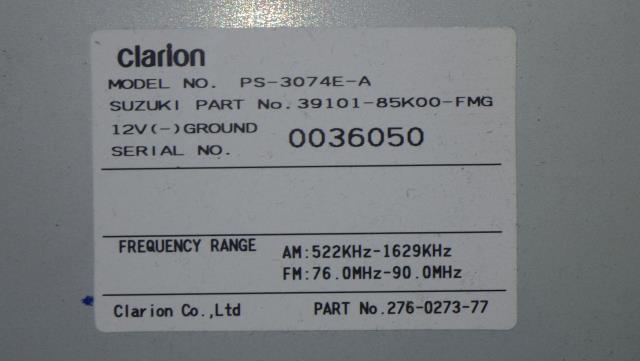 clarion
MODEL NO. PS-3074E-A
SUZUKI PART No.39101-85K00-FMG
12V(-)GROUND
SERIAL NO. 0036050
FREQUENCY RANGE AM:522KHz-1629KHz
FM:76.0MHz-90.0MHz
Clarion Co.,Ltd PART No.276-0273-77